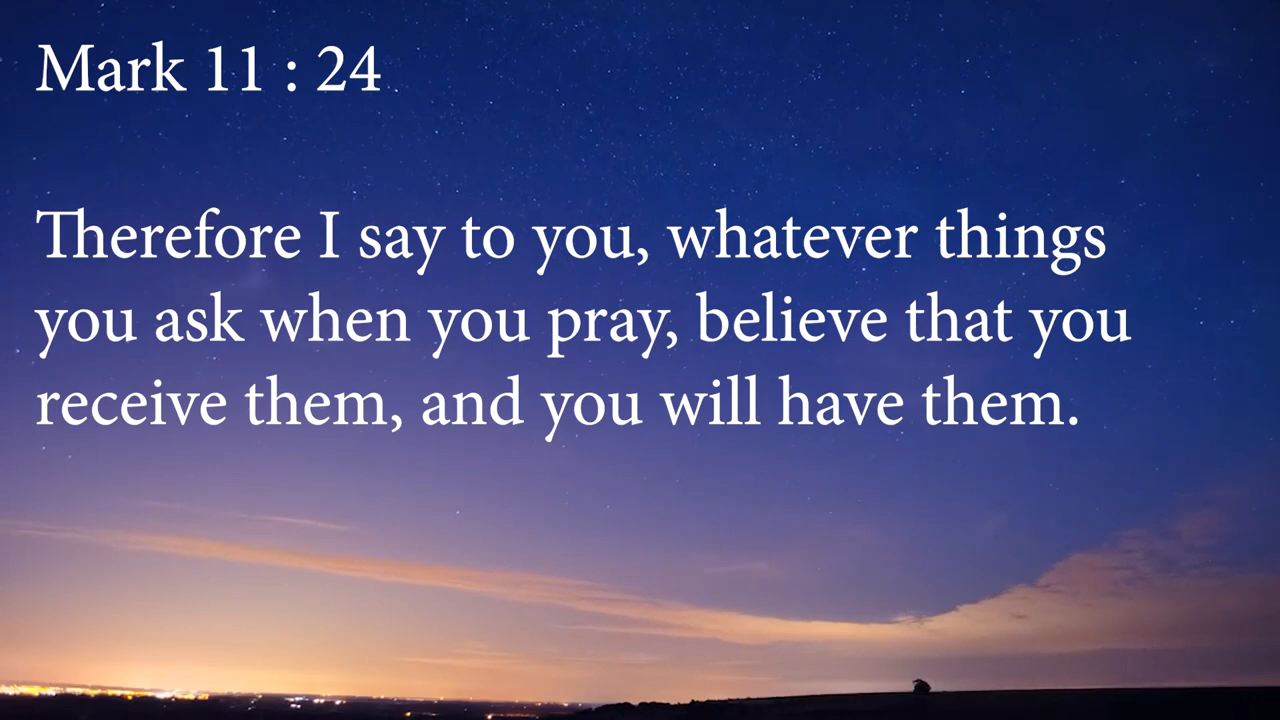 Mark 11 : 24
Therefore I say to you, whatever things
you ask when you pray, believe that you
receive them, and you will have them.